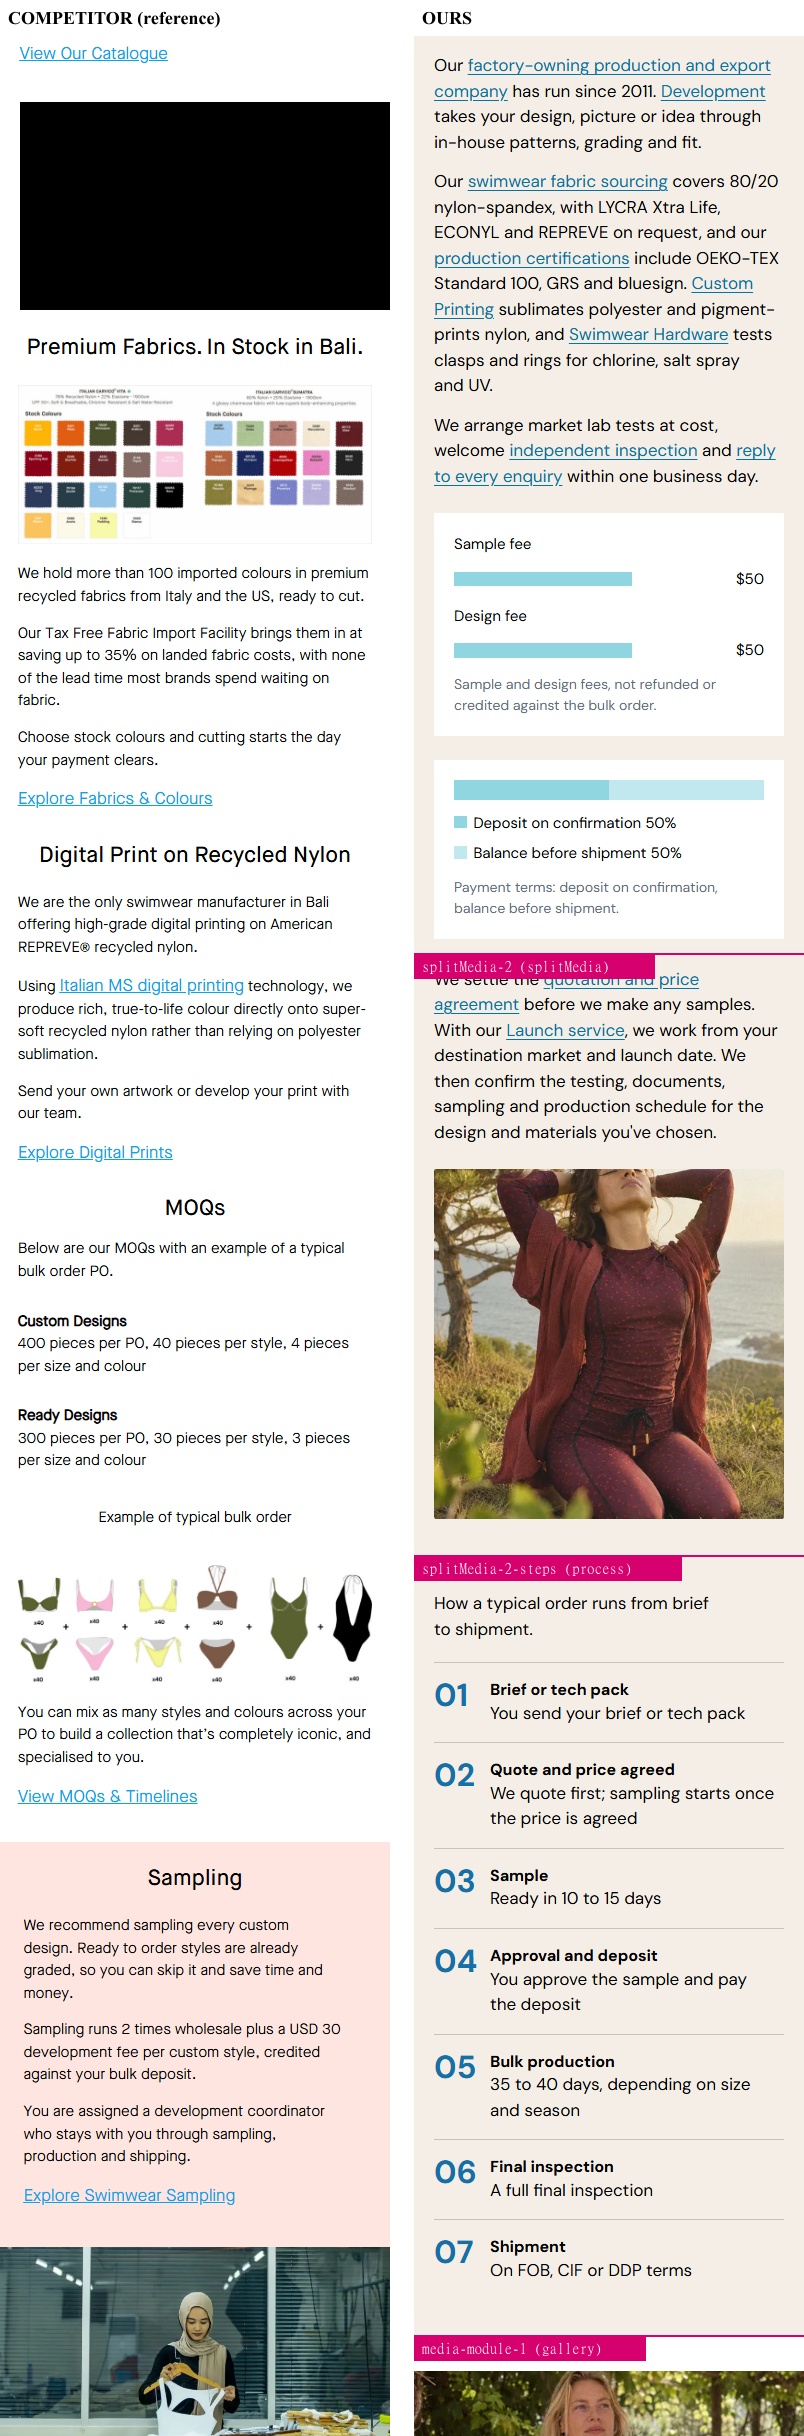 COMPETITOR (reference)
View Our Catalogue
Premium Fabrics. In Stock in Bali.
ITALIAN CARVICO® VITA
ITALIAN CARVICO® SUMATRA
Stock Colours
Stock Colours
We hold more than 100 imported colours in premium
recycled fabrics from Italy and the US, ready to cut.
Our Tax Free Fabric Import Facility brings them in at
saving up to 35% on landed fabric costs, with none
of the lead time most brands spend waiting on
fabric.
Choose stock colours and cutting starts the day
your payment clears.
Explore Fabrics & Colours
Digital Print on Recycled Nylon
We are the only swimwear manufacturer in Bali
offering high-grade digital printing on American
REPREVE® recycled nylon.
Using Italian MS digital printing technology, we
produce rich, true-to-life colour directly onto super-
soft recycled nylon rather than relying on polyester
sublimation.
Send your own artwork or develop your print with
our team.
Explore Digital Prints
MOQs
Below are our MOQs with an example of a typical
bulk order PO.
Custom Designs
400 pieces per PO, 40 pieces per style, 4 pieces
per size and colour
Ready Designs
300 pieces per PO, 30 pieces per style, 3 pieces
per size and colour
Example of typical bulk order
x40 + x40 + x40 + x40 + +
x40 x40 x40 x40 x40 x40
You can mix as many styles and colours across your
PO to build a collection that's completely iconic, and
specialised to you.
View MOQs & Timelines
Sampling
We recommend sampling every custom
design. Ready to order styles are already
graded, so you can skip it and save time and
money.
Sampling runs 2 times wholesale plus a USD 30
development fee per custom style, credited
against your bulk deposit.
You are assigned a development coordinator
who stays with you through sampling,
production and shipping.
Explore Swimwear Sampling
OURS
Our factory-owning production and export
company has run since 2011. Development
takes your design, picture or idea through
in-house patterns, grading and fit.
Our swimwear fabric sourcing covers 80/20
nylon-spandex, with LYCRA Xtra Life,
ECONYL and REPREVE on request, and our
production certifications include OEKO-TEX
Standard 100, GRS and bluesign. Custom
Printing sublimates polyester and pigment-
prints nylon, and Swimwear Hardware tests
clasps and rings for chlorine, salt spray
and UV.
We arrange market lab tests at cost,
welcome independent inspection and reply
to every enquiry within one business day.
Sample fee
$50
Design fee
$50
Sample and design fees, not refunded or
credited against the bulk order.
Deposit on confirmation 50%
Balance before shipment 50%
Payment terms: deposit on confirmation,
balance before shipment.
splitMedia-2 (splitMedia)
We settle the quotation and price
agreement before we make any samples.
With our Launch service, we work from your
destination market and launch date. We
then confirm the testing, documents,
sampling and production schedule for the
design and materials you've chosen.
splitMedia-2-steps (process)
How a typical order runs from brief
to shipment.
01 Brief or tech pack
You send your brief or tech pack
02 Quote and price agreed
We quote first; sampling starts once
the price is agreed
03 Sample
Ready in 10 to 15 days
04 Approval and deposit
You approve the sample and pay
the deposit
05 Bulk production
35 to 40 days, depending on size
and season
06 Final inspection
A full final inspection
07 Shipment
On FOB, CIF or DDP terms
media-module-1 (gallery)